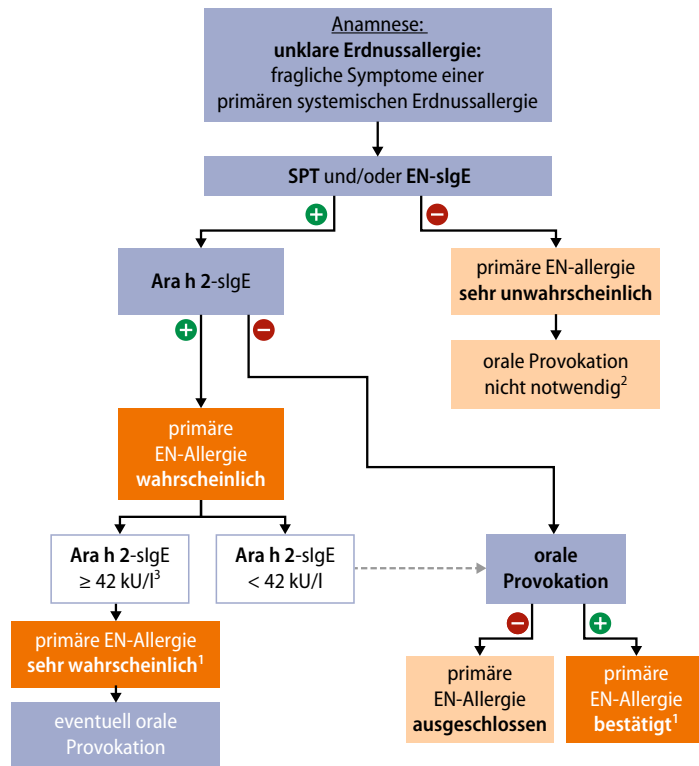 Anamnese:
unklare Erdnussallergie:
fragliche Symptome einer
primären systemischen Erdnussallergie
SPT und/oder EN-sIgE
+
−
Ara h 2-sIgE
primäre EN-allergie
sehr unwahrscheinlich
+
−
orale Provokation
nicht notwendig²
primäre
EN-Allergie
wahrscheinlich
Ara h 2-sIgE
≥ 42 kU/l³
Ara h 2-sIgE
< 42 kU/l
orale
Provokation
−
+
primäre EN-Allergie
sehr wahrscheinlich¹
eventuell orale
Provokation
primäre
EN-Allergie
ausgeschlossen
primäre
EN-Allergie
bestätigt¹